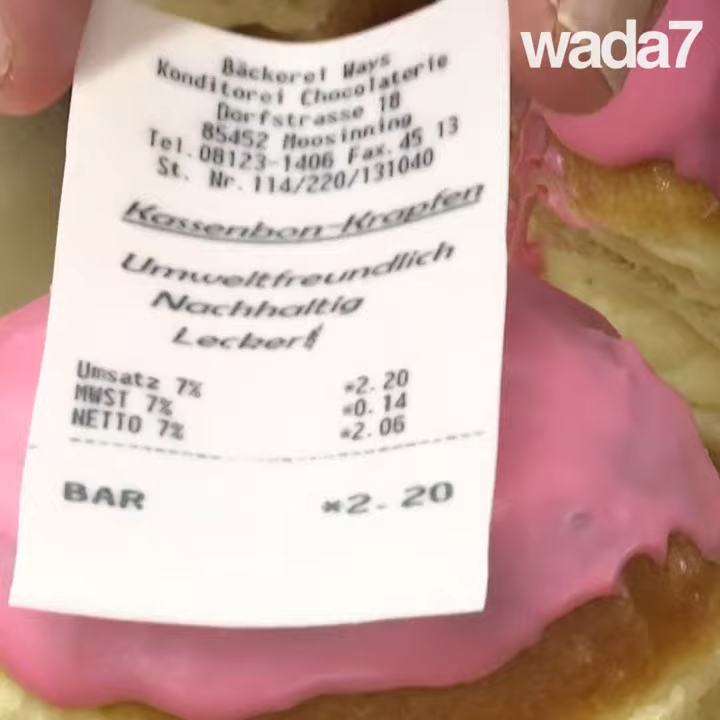 wada7
Bäckerei Ways
Konditorei Chocolaterie
Dorfstrasse 18
85452 Moosinning
Tel. 08123-1406 Fax. 45 13
St. Nr. 114/220/131040
Kassenbon-Krapfen
Umweltfreundlich
Nachhaltig
Lecker!
Umsatz 7% *2. 20
MWST 7% *0. 14
NETTO 7% *2. 06
BAR *2. 20